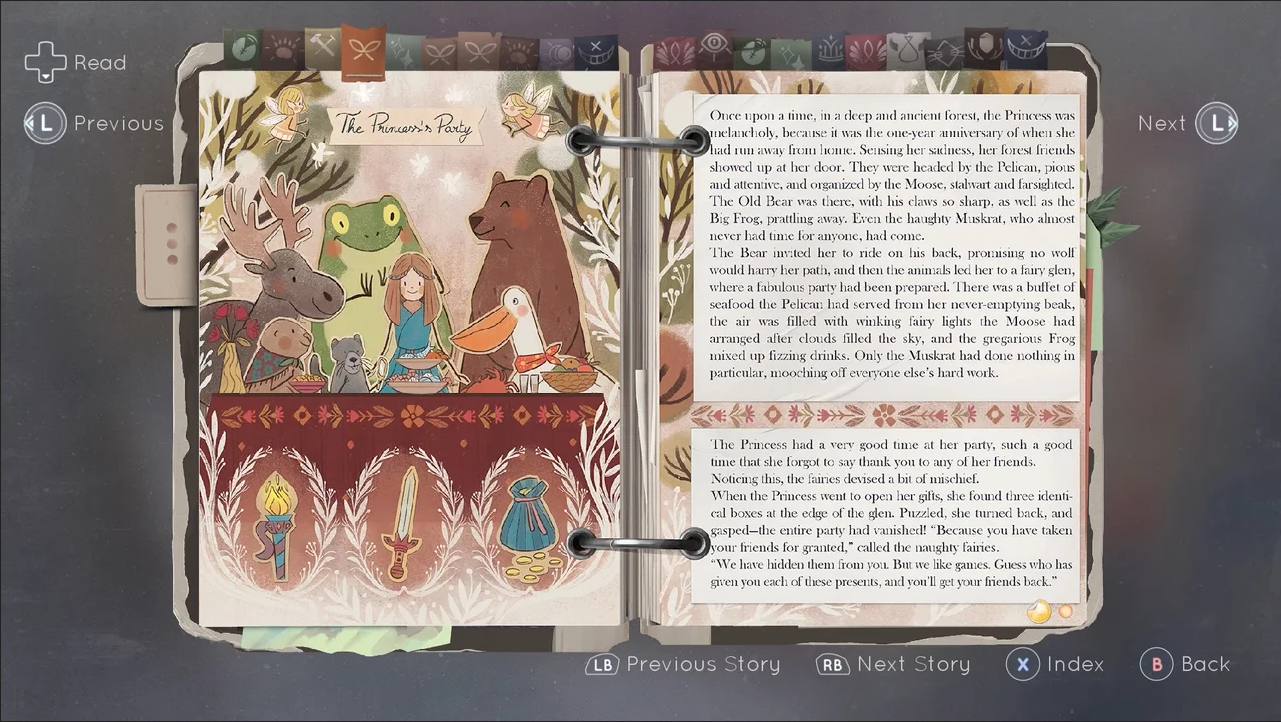 Read
L Previous
The Princess's Party
Once upon a time, in a deep and ancient forest, the Princess was
melancholy, because it was the one-year anniversary of when she
had run away from home. Sensing her sadness, her forest friends
showed up at her door. They were headed by the Pelican, pious
and attentive, and organized by the Moose, stalwart and farsighted.
The Old Bear was there, with his claws so sharp, as well as the
Big Frog, prattling away. Even the haughty Muskrat, who almost
never had time for anyone, had come.
The Bear invited her to ride on his back, promising no wolf
would harry her path, and then the animals led her to a fairy glen,
where a fabulous party had been prepared. There was a buffet of
seafood the Pelican had served from her never-emptying beak,
the air was filled with winking fairy lights the Moose had
arranged after clouds filled the sky, and the gregarious Frog
mixed up fizzing drinks. Only the Muskrat had done nothing in
particular, mooching off everyone else's hard work.
The Princess had a very good time at her party, such a good
time that she forgot to say thank you to any of her friends.
Noticing this, the fairies devised a bit of mischief.
When the Princess went to open her gifts, she found three identi-
cal boxes at the edge of the glen. Puzzled, she turned back, and
gasped—the entire party had vanished! “Because you have taken
your friends for granted,” called the naughty fairies.
“We have hidden them from you. But we like games. Guess who has
given you each of these presents, and you'll get your friends back.”
Next L
LB Previous Story
RB Next Story
X Index
B Back